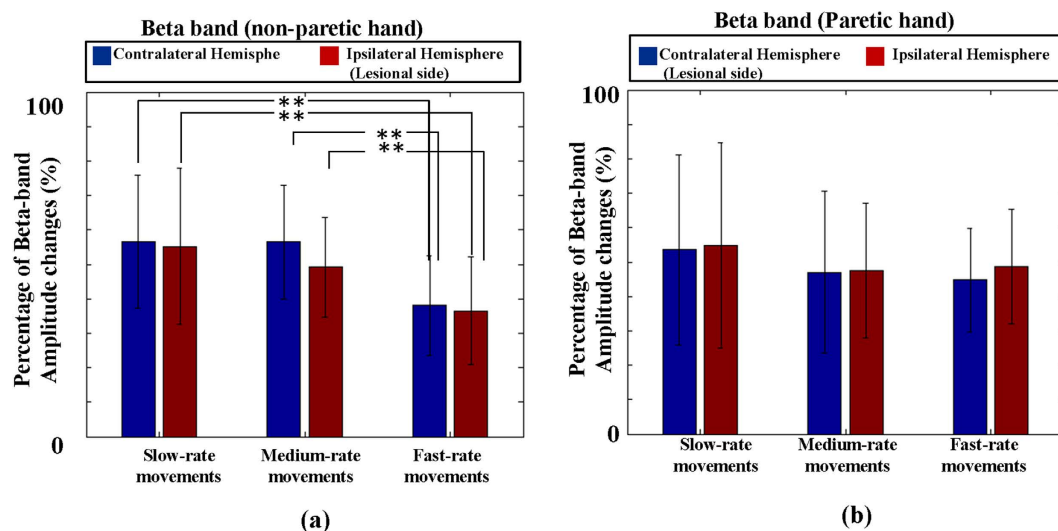 Beta band (non-paretic hand)
Contralateral Hemisphe
Ipsilateral Hemisphere
(Lesional side)
Percentage of Beta-band
Amplitude changes (%)
100
0
**
**
**
**
Slow-rate
movements
Medium-rate
movements
Fast-rate
movements
(a)
Beta band (Paretic hand)
Contralateral Hemisphere
(Lesional side)
Ipsilateral Hemisphere
Percentage of Beta-band
Amplitude changes (%)
100
0
Slow-rate
movements
Medium-rate
movements
Fast-rate
movements
(b)